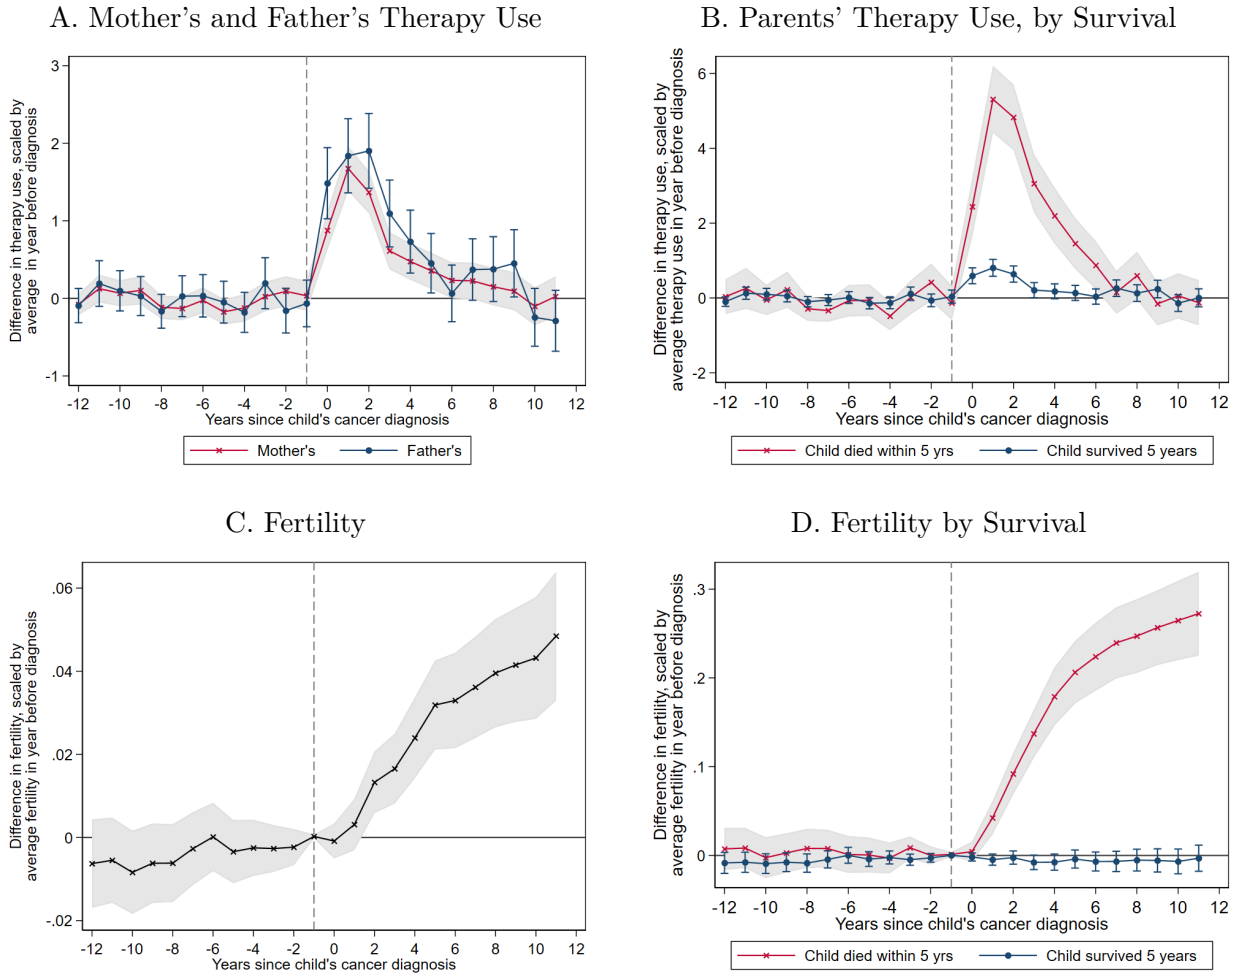 A. Mother's and Father's Therapy Use
Difference in therapy use, scaled by
average in year before diagnosis
3
2
1
0
-1
-12 -10 -8 -6 -4 -2 0 2 4 6 8 10 12
Years since child's cancer diagnosis
Mother's Father's
B. Parents' Therapy Use, by Survival
Difference in therapy use, scaled by
average therapy use in year before diagnosis
6
4
2
0
-2
-12 -10 -8 -6 -4 -2 0 2 4 6 8 10 12
Years since child's cancer diagnosis
Child died within 5 yrs Child survived 5 years
C. Fertility
Difference in fertility, scaled by
average fertility in year before diagnosis
.06
.04
.02
0
-.02
-12 -10 -8 -6 -4 -2 0 2 4 6 8 10 12
Years since child's cancer diagnosis
D. Fertility by Survival
Difference in fertility, scaled by
average fertility in year before diagnosis
.3
.2
.1
0
-12 -10 -8 -6 -4 -2 0 2 4 6 8 10 12
Years since child's cancer diagnosis
Child died within 5 yrs Child survived 5 years